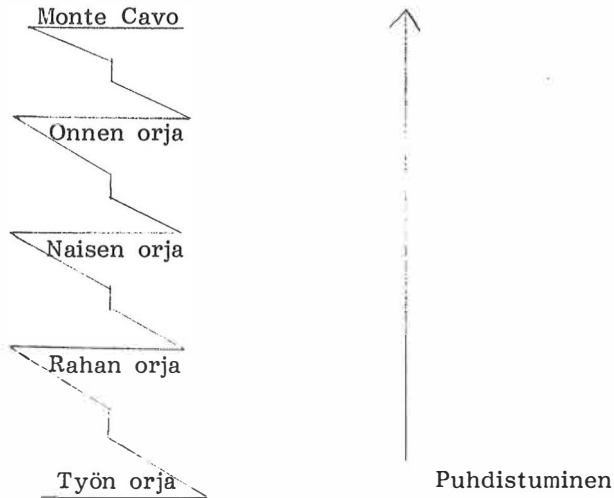 Monte Cavo
Onnen orja
Naisen orja
Rahan orja
Työn orja
Puhdistuminen